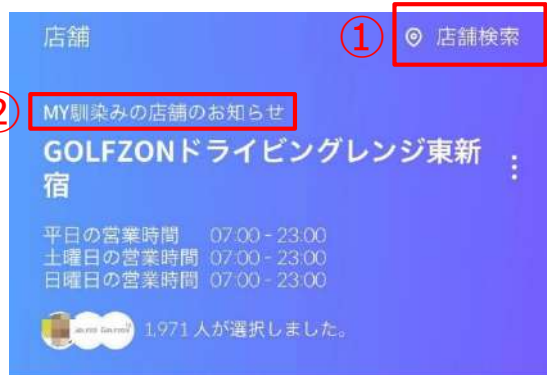 店舗
① 店舗検索
② MY馴染みの店舗のお知らせ
GOLFZONドライビングレンジ東新
宿
平日の営業時間 07:00 - 23:00
土曜日の営業時間 07:00 - 23:00
日曜日の営業時間 07:00 - 23:00
1,971 人が選択しました。